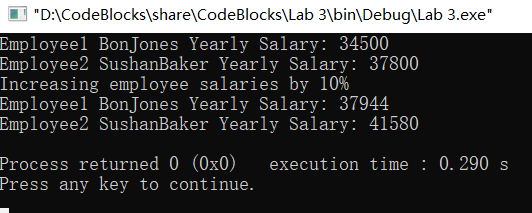 "D:\CodeBlocks\share\CodeBlocks\Lab 3\bin\Debug\Lab 3.exe"
Employee1 BonJones Yearly Salary: 34500
Employee2 SushanBaker Yearly Salary: 37800
Increasing employee salaries by 10%
Employee1 BonJones Yearly Salary: 37944
Employee2 SushanBaker Yearly Salary: 41580
Process returned 0 (0x0)   execution time : 0.290 s
Press any key to continue.